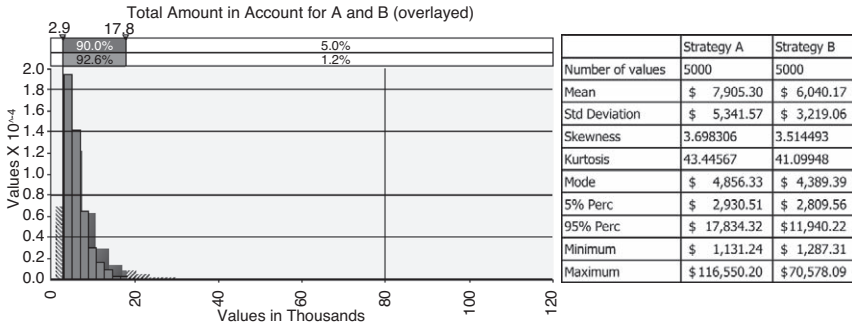 Total Amount in Account for A and B (overlayed)
2.9 17.8
90.0% 5.0%
92.6% 1.2%
Values X 10^-4
2.0
1.8
1.6
1.4
1.2
1.0
0.8
0.6
0.4
0.2
0.0
0 20 40 60 80 100 120
Values in Thousands
Strategy A Strategy B
Number of values 5000 5000
Mean $ 7,905.30 $ 6,040.17
Std Deviation $ 5,341.57 $ 3,219.06
Skewness 3.698306 3.514493
Kurtosis 43.44567 41.09948
Mode $ 4,856.33 $ 4,389.39
5% Perc $ 2,930.51 $ 2,809.56
95% Perc $ 17,834.32 $11,940.22
Minimum $ 1,131.24 $ 1,287.31
Maximum $116,550.20 $70,578.09